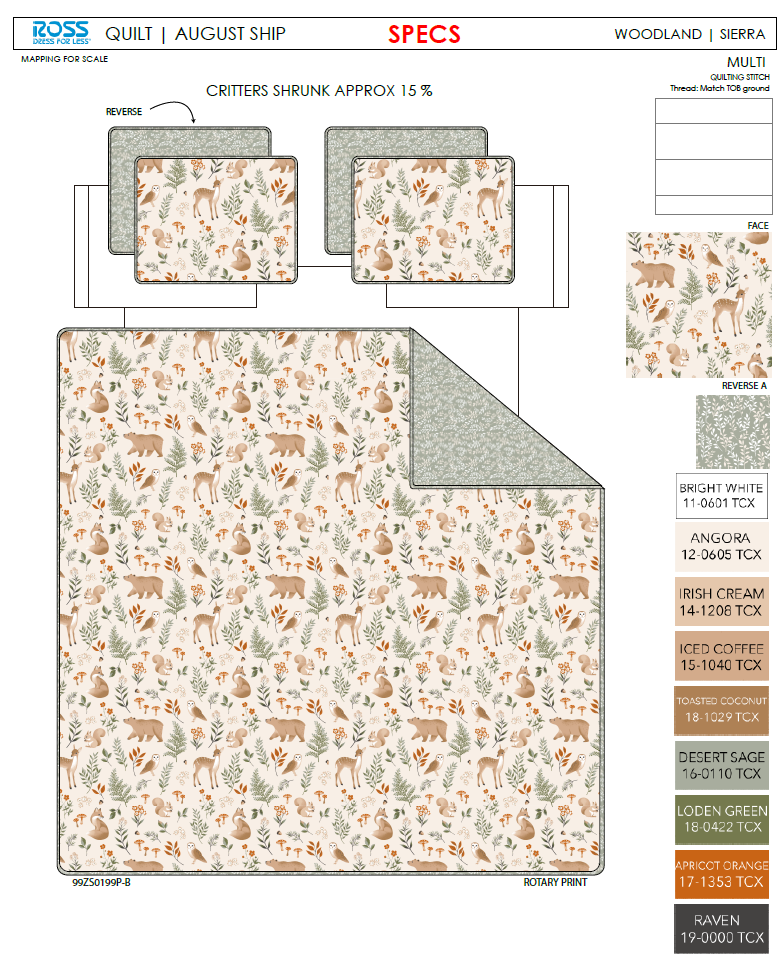 ROSS
DRESS FOR LESS
QUILT | AUGUST SHIP
SPECS
WOODLAND | SIERRA
MAPPING FOR SCALE
MULTI
QUILTING STITCH
Thread: Match TOB ground
CRITTERS SHRUNK APPROX 15 %
REVERSE
FACE
REVERSE A
BRIGHT WHITE
11-0601 TCX
ANGORA
12-0605 TCX
IRISH CREAM
14-1208 TCX
ICED COFFEE
15-1040 TCX
TOASTED COCONUT
18-1029 TCX
DESERT SAGE
16-0110 TCX
LODEN GREEN
18-0422 TCX
APRICOT ORANGE
17-1353 TCX
RAVEN
19-0000 TCX
99ZS0199P-B
ROTARY PRINT